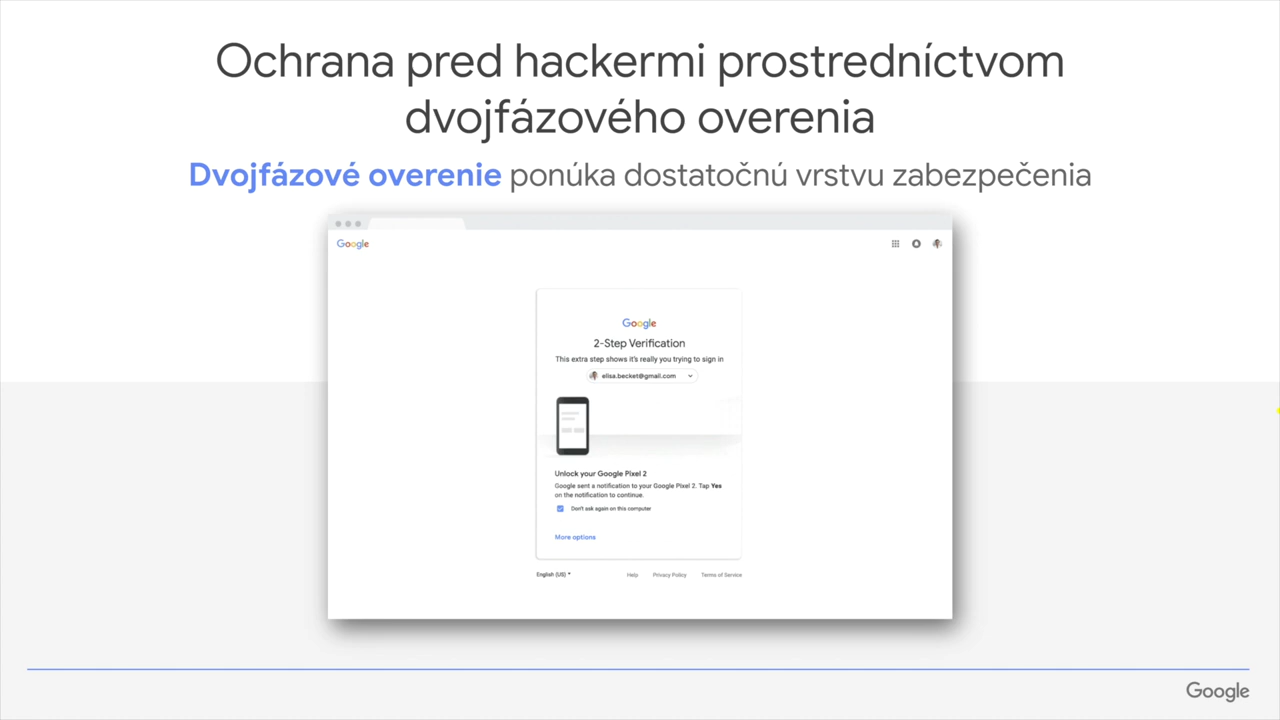 Ochrana pred hackermi prostredníctvom
dvojfázového overenia
Dvojfázové overenie ponúka dostatočnú vrstvu zabezpečenia
Google
Google
2-Step Verification
This extra step shows it's really you trying to sign in
elisa.becket@gmail.com
Unlock your Google Pixel 2
Google sent a notification to your Google Pixel 2. Tap Yes
on the notification to continue.
Don't ask again on this computer
More options
English (US) Help Privacy Policy Terms of Service
Google